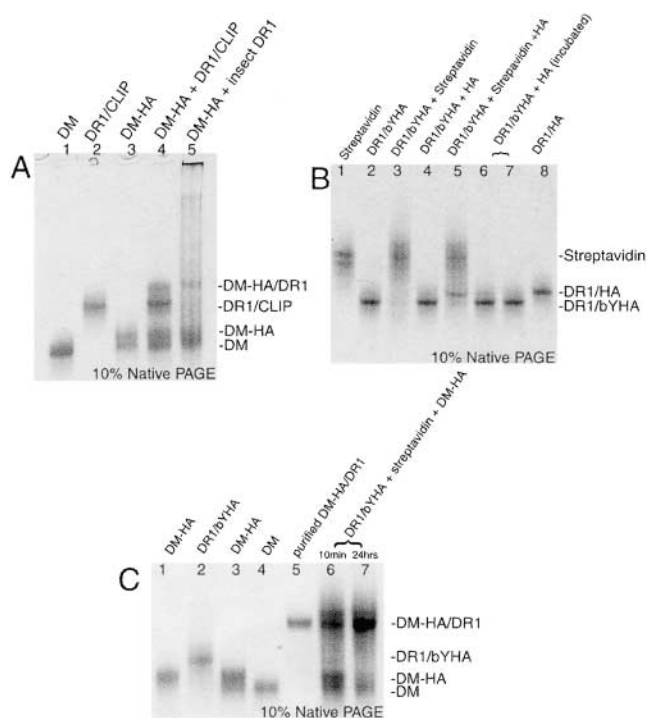 A
DM
DR1/CLIP
DM-HA
DM-HA + DR1/CLIP
DM-HA + insect DR1
1 2 3 4 5
-DM-HA/DR1
-DR1/CLIP
-DM-HA
-DM
10% Native PAGE
B
Streptavidin
DR1/bYHA
DR1/bYHA + Streptavidin
DR1/bYHA + HA
DR1/bYHA + Strepavidin +HA
DR1/bYHA + HA (incubated)
DR1/HA
1 2 3 4 5 6 7 8
-Streptavidin
-DR1/HA
-DR1/bYHA
10% Native PAGE
C
DM-HA
DR1/bYHA
DM-HA
DM
purified DM-HA/DR1
DR1/bYHA + streptavidin + DM-HA
10min 24hrs
1 2 3 4 5 6 7
-DM-HA/DR1
-DR1/bYHA
-DM-HA
-DM
10% Native PAGE